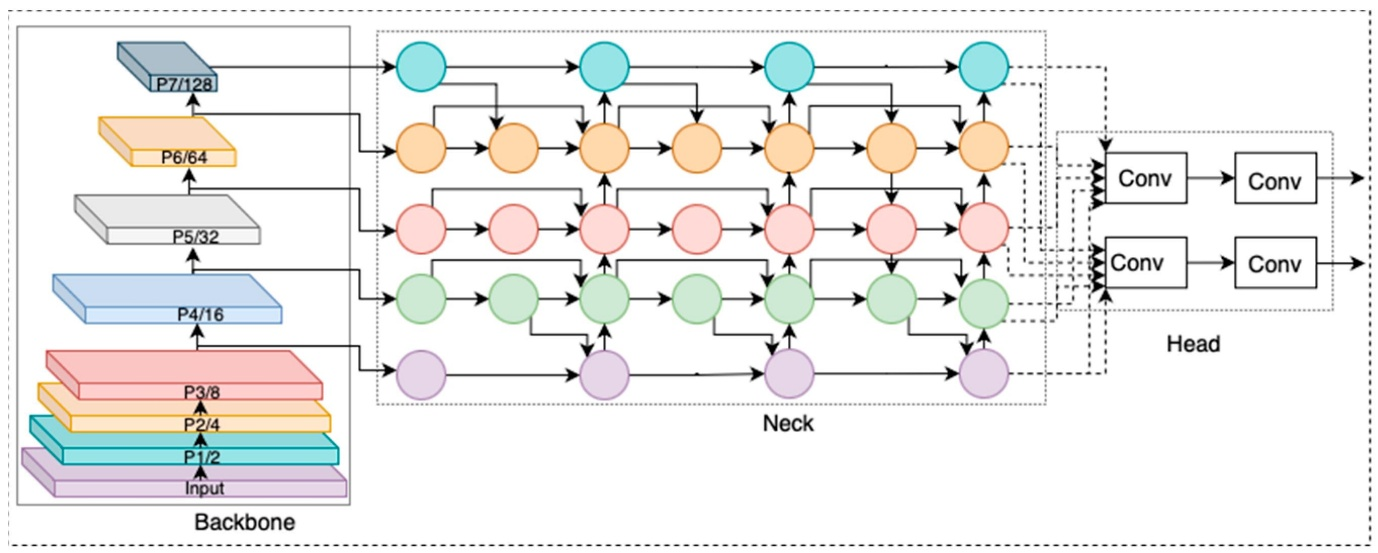 P7/128
P6/64
P5/32
P4/16
P3/8
P2/4
P1/2
Input
Backbone
Neck
Conv
Conv
Conv
Conv
Head